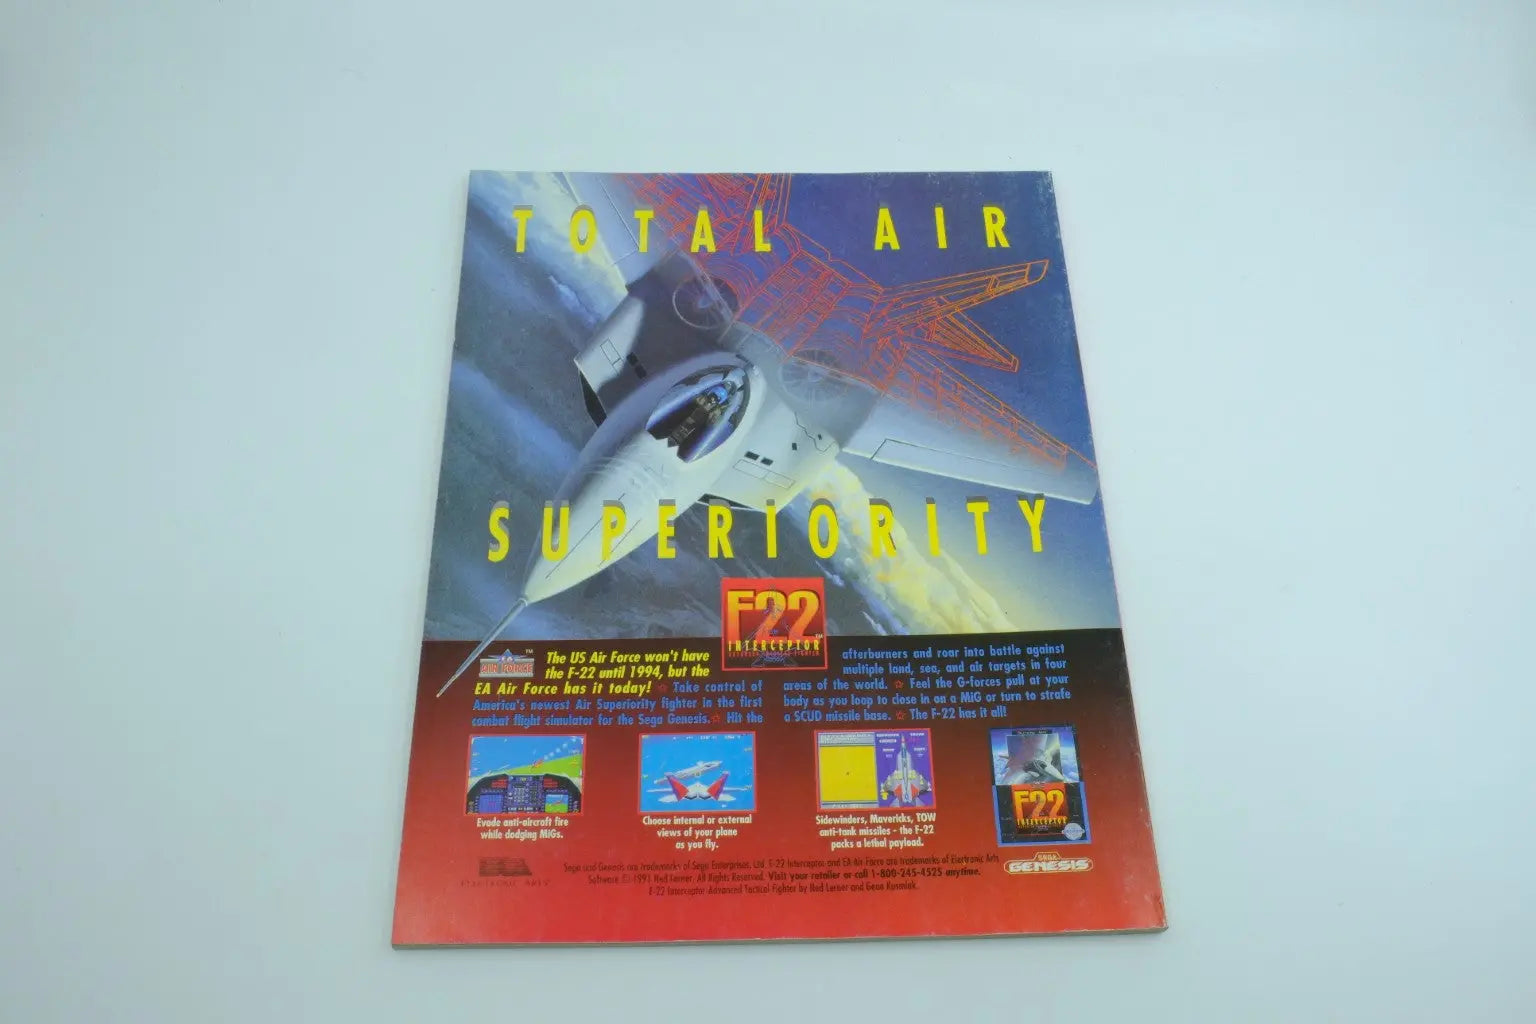 TOTAL AIR
SUPERIORITY
F22
INTERCEPTOR
ADVANCED TACTICAL FIGHTER
EA
AIR FORCE
TM
The US Air Force won't have
the F-22 until 1994, but the
EA Air Force has it today! ☆ Take control of
America's newest Air Superiority fighter in the first
combat flight simulator for the Sega Genesis. ☆ Hit the
afterburners and roar into battle against
multiple land, sea, and air targets in four
areas of the world. ☆ Feel the G-forces pull at your
body as you loop to close in on a MiG or turn to strafe
a SCUD missile base. ☆ The F-22 has it all!
Evade anti-aircraft fire
while dodging MiGs.
Choose internal or external
views of your plane
as you fly.
Sidewinders, Mavericks, TOW
anti-tank missiles - the F-22
packs a lethal payload.
F22
INTERCEPTOR
EA
ELECTRONIC ARTS
Sega and Genesis are trademarks of Sega Enterprises, Ltd. F-22 Interceptor and EA Air Force are trademarks of Electronic Arts
Software © 1991 Ned Lerner. All Rights Reserved. Visit your retailer or call 1-800-245-4525 anytime.
F-22 Interceptor Advanced Tactical Fighter by Ned Lerner and Gene Kusmiak.
SEGA
GENESIS